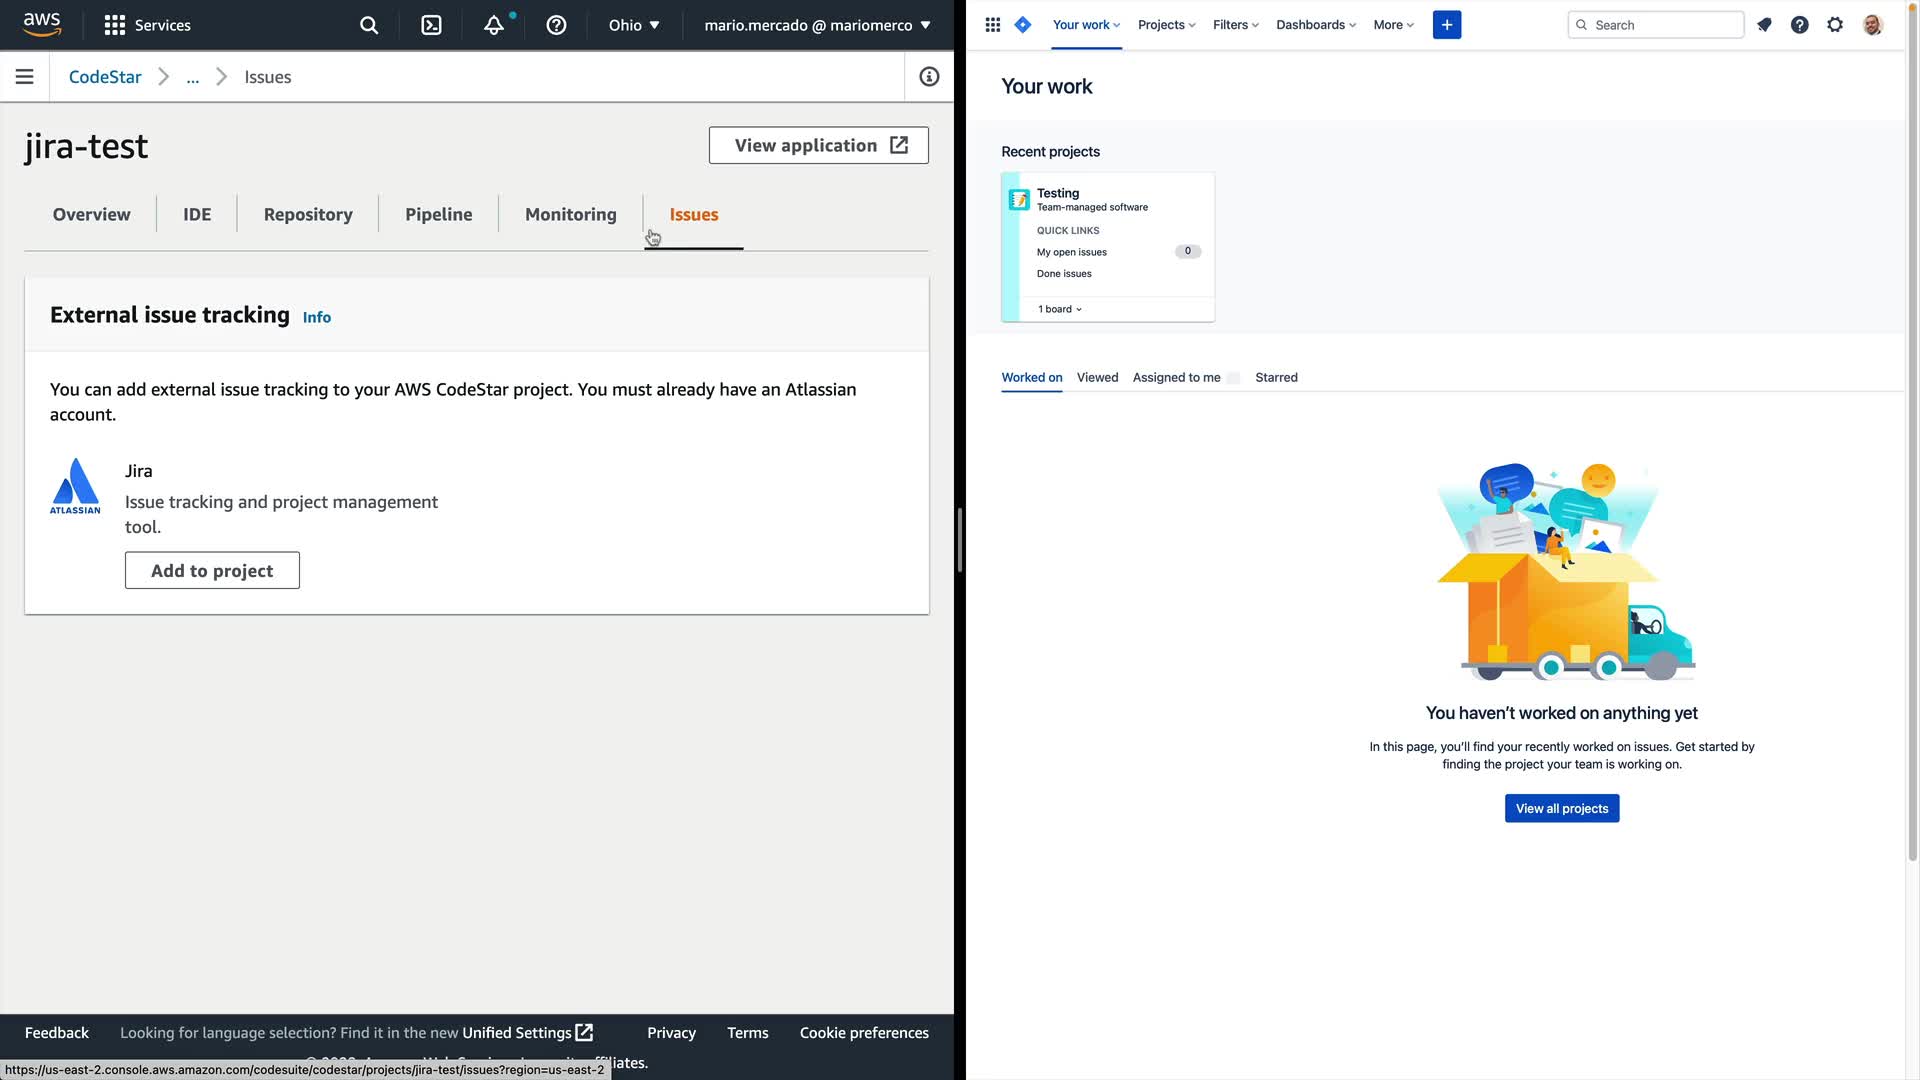 aws
Services
Ohio
mario.mercado @ mariomerco
CodeStar
...
Issues
jira-test
View application
Overview
IDE
Repository
Pipeline
Monitoring
Issues
External issue tracking Info
You can add external issue tracking to your AWS CodeStar project. You must already have an Atlassian
account.
ATLASSIAN
Jira
Issue tracking and project management
tool.
Add to project
Feedback
Looking for language selection? Find it in the new Unified Settings
Privacy
Terms
Cookie preferences
https://us-east-2.console.aws.amazon.com/codesuite/codestar/projects/jira-test/issues?region=us-east-2
Your work
Projects
Filters
Dashboards
More
+
Search
Your work
Recent projects
Testing
Team-managed software
QUICK LINKS
My open issues
0
Done issues
1 board
Worked on
Viewed
Assigned to me
Starred
You haven't worked on anything yet
In this page, you'll find your recently worked on issues. Get started by
finding the project your team is working on.
View all projects